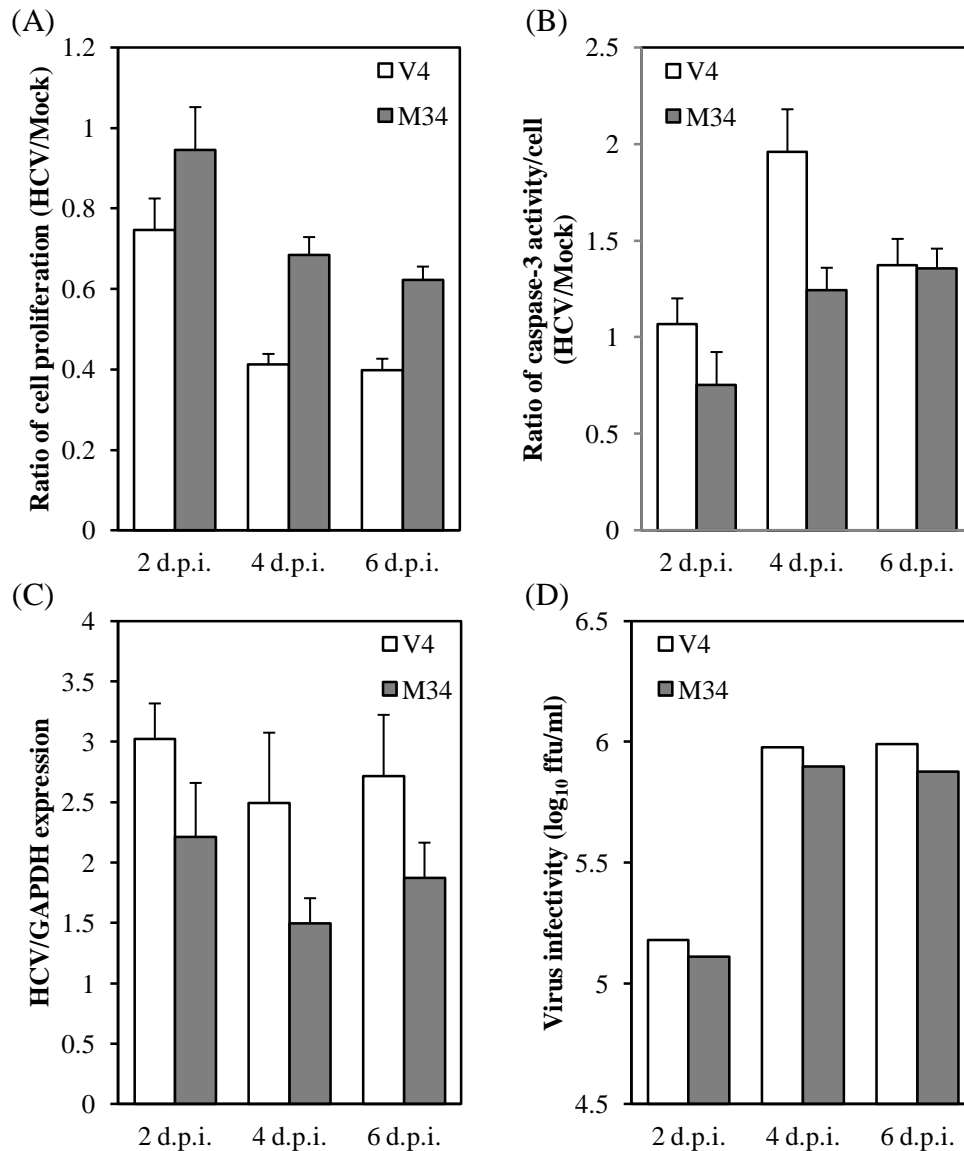 (A)
Ratio of cell proliferation (HCV/Mock)
1.2
1
0.8
0.6
0.4
0.2
0
V4
M34
2 d.p.i. 4 d.p.i. 6 d.p.i.
(B)
Ratio of caspase-3 activity/cell
(HCV/Mock)
2.5
2
1.5
1
0.5
0
V4
M34
2 d.p.i. 4 d.p.i. 6 d.p.i.
(C)
HCV/GAPDH expression
4
3.5
3
2.5
2
1.5
1
0.5
0
V4
M34
2 d.p.i. 4 d.p.i. 6 d.p.i.
(D)
Virus infectivity (log₁₀ ffu/ml)
6.5
6
5.5
5
4.5
V4
M34
2 d.p.i. 4 d.p.i. 6 d.p.i.